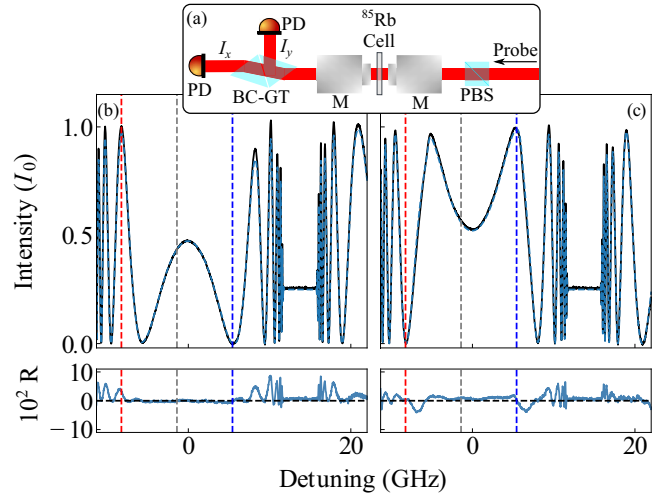 (a)
PD
⁸⁵Rb
Cell
Probe
I_x
I_y
PD
BC-GT
M
M
PBS
(b)
(c)
1.0
0.5
0.0
Intensity (I_0)
10
0
−10
10² R
0
20
0
20
Detuning (GHz)